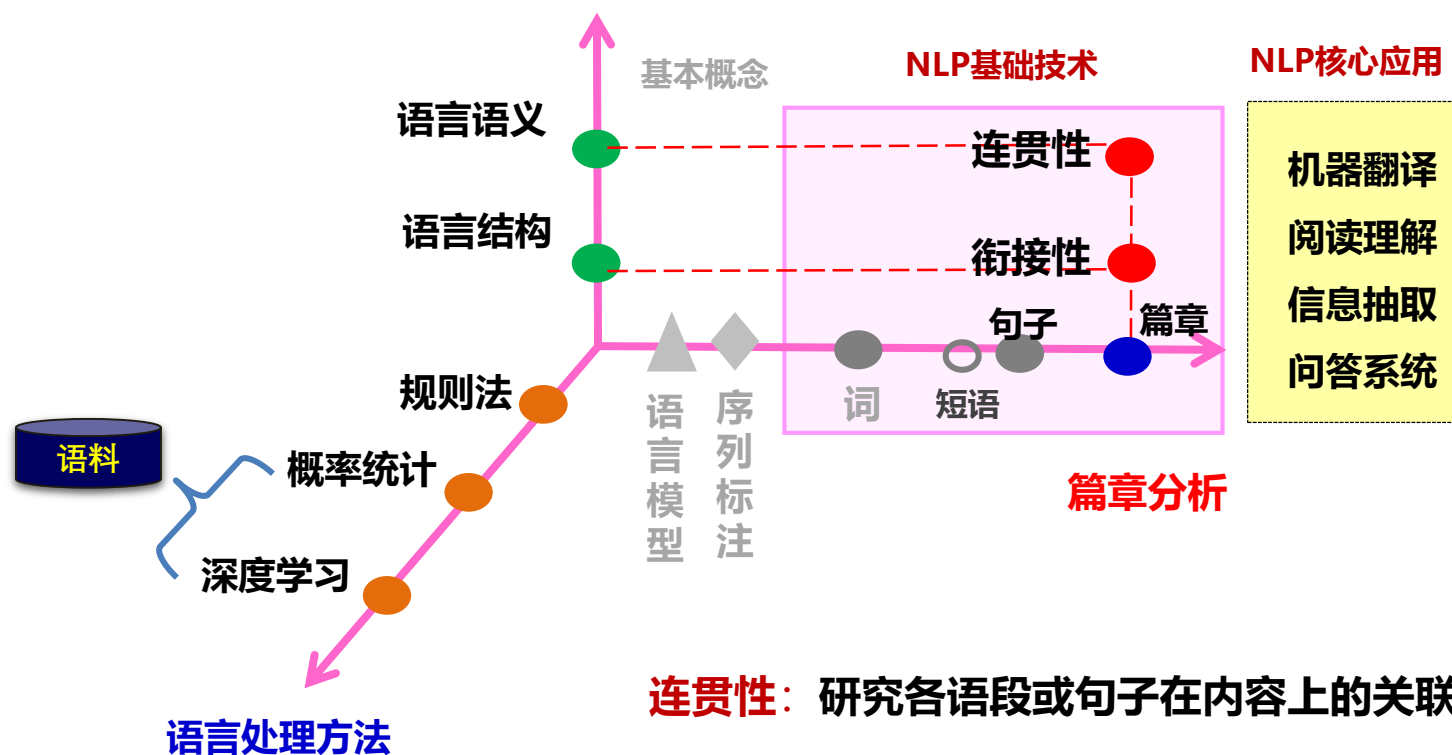 基本概念
NLP基础技术
NLP核心应用
语言语义
连贯性
机器翻译
语言结构
衔接性
阅读理解
信息抽取
句子
篇章
问答系统
规则法
语言模型
序列标注
词
短语
语料
概率统计
篇章分析
深度学习
连贯性：研究各语段或句子在内容上的关联
语言处理方法